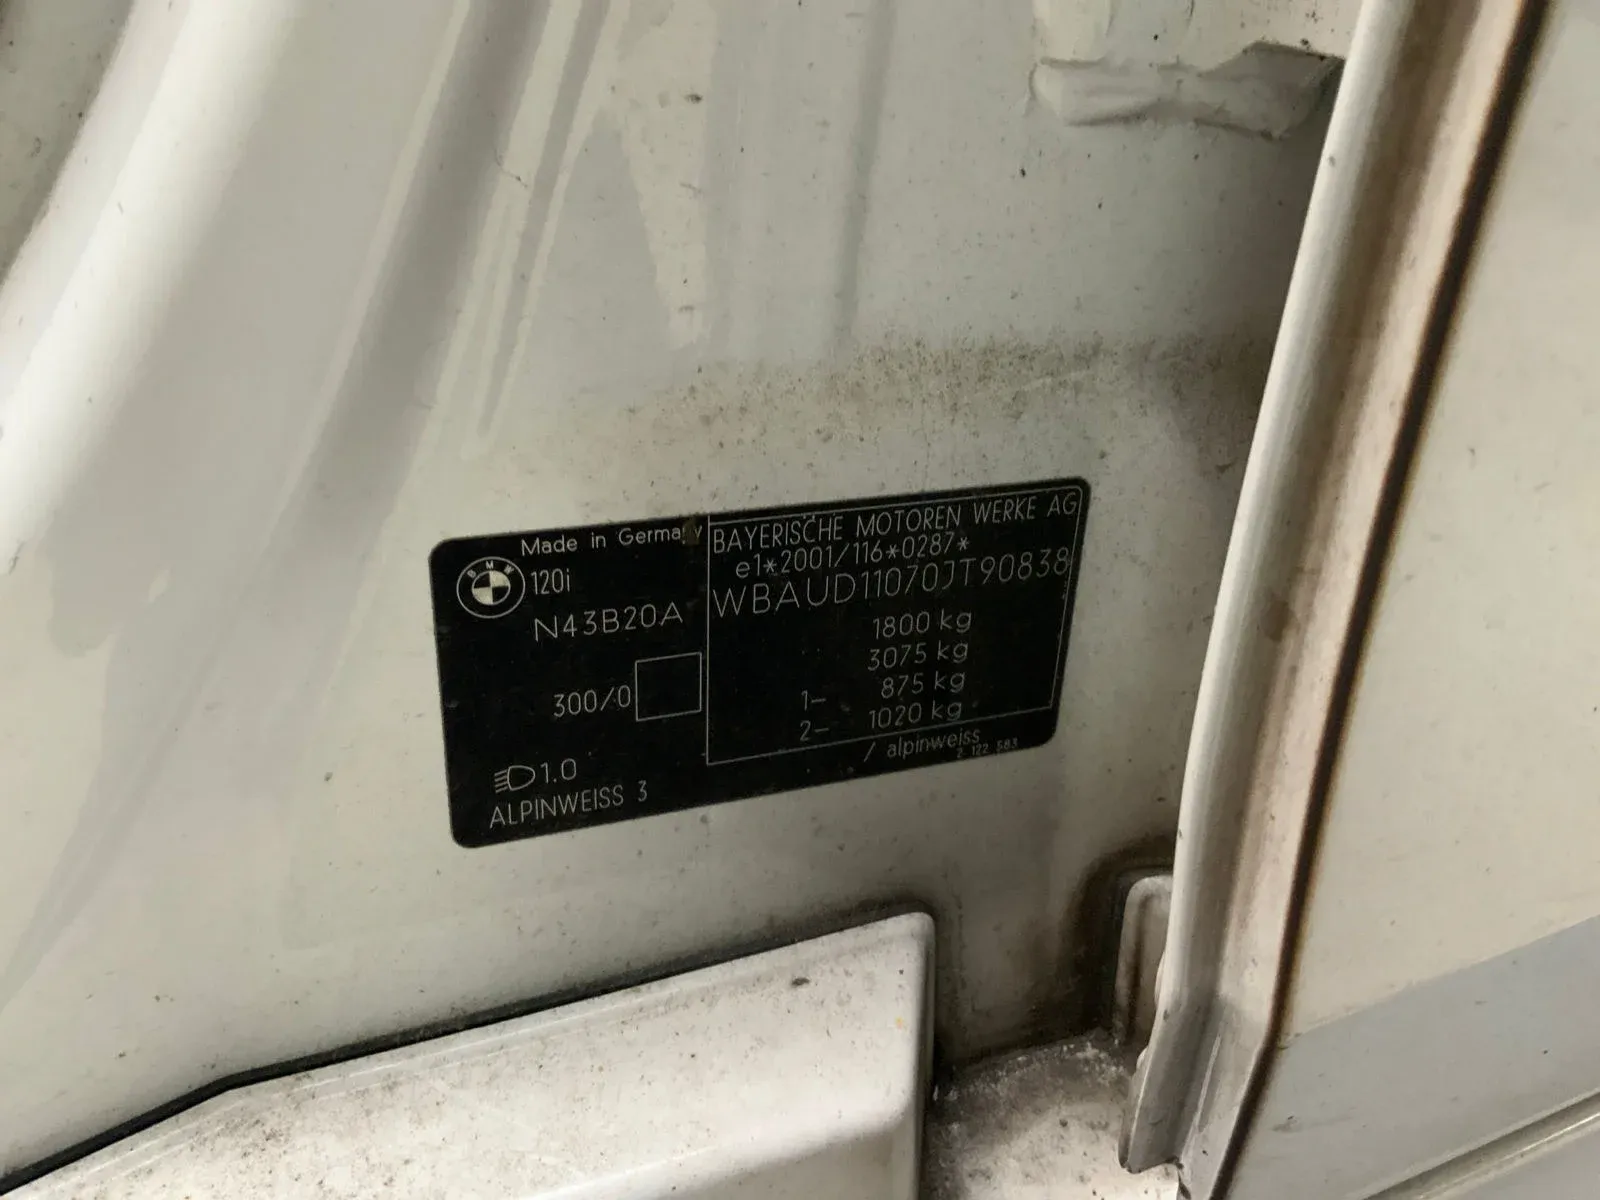 Made in Germany
BMW
120i
N43B20A
300/0
1.0
ALPINWEISS 3
BAYERISCHE MOTOREN WERKE AG
e1*2001/116*0287*
WBAUD11070JT90838
1800 kg
3075 kg
1- 875 kg
2- 1020 kg
/ alpinweiss
2 122 583